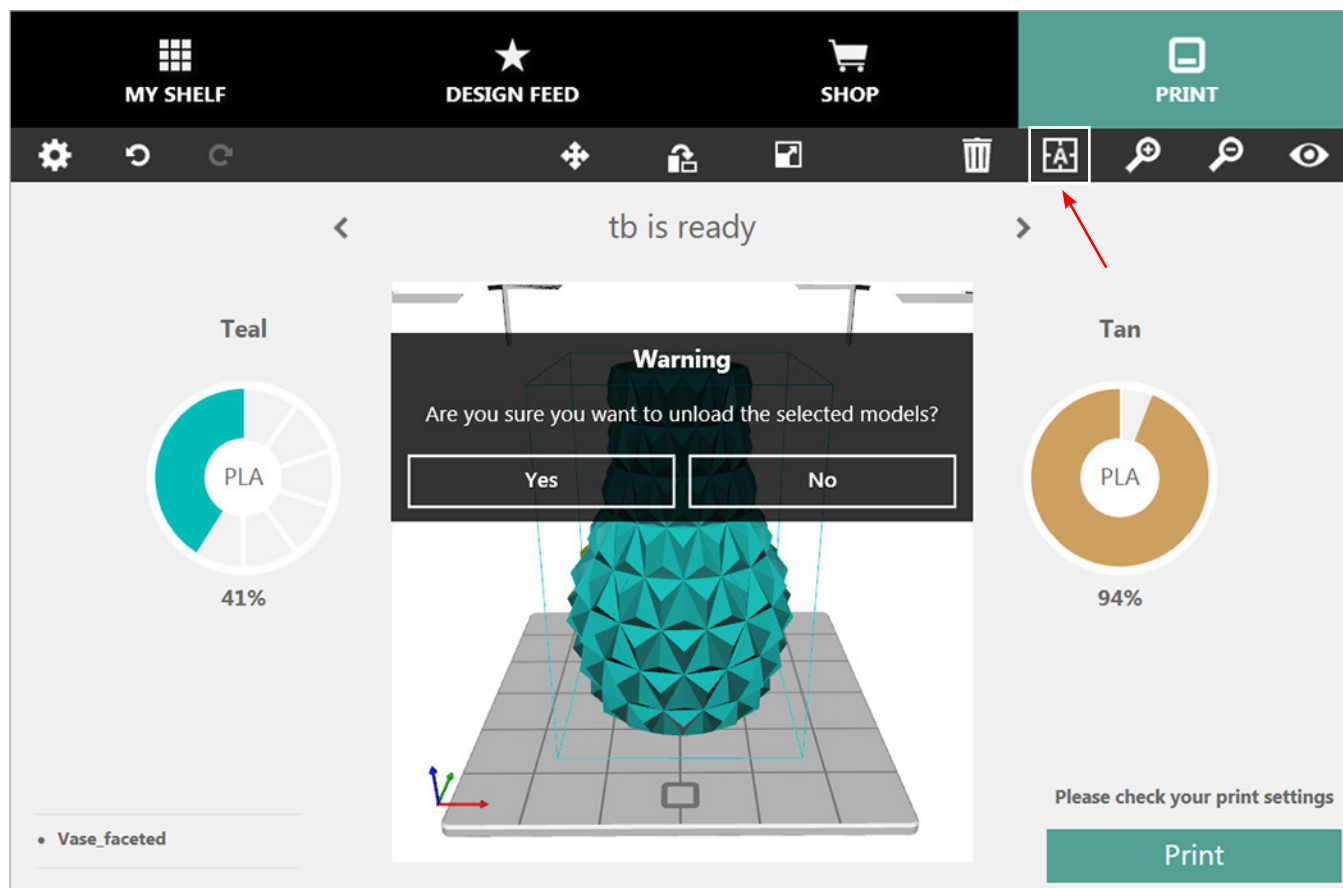 MY SHELF
DESIGN FEED
SHOP
PRINT
A
tb is ready
Teal
Tan
Warning
Are you sure you want to unload the selected models?
Yes
No
PLA
PLA
41%
94%
Please check your print settings
• Vase_faceted
Print